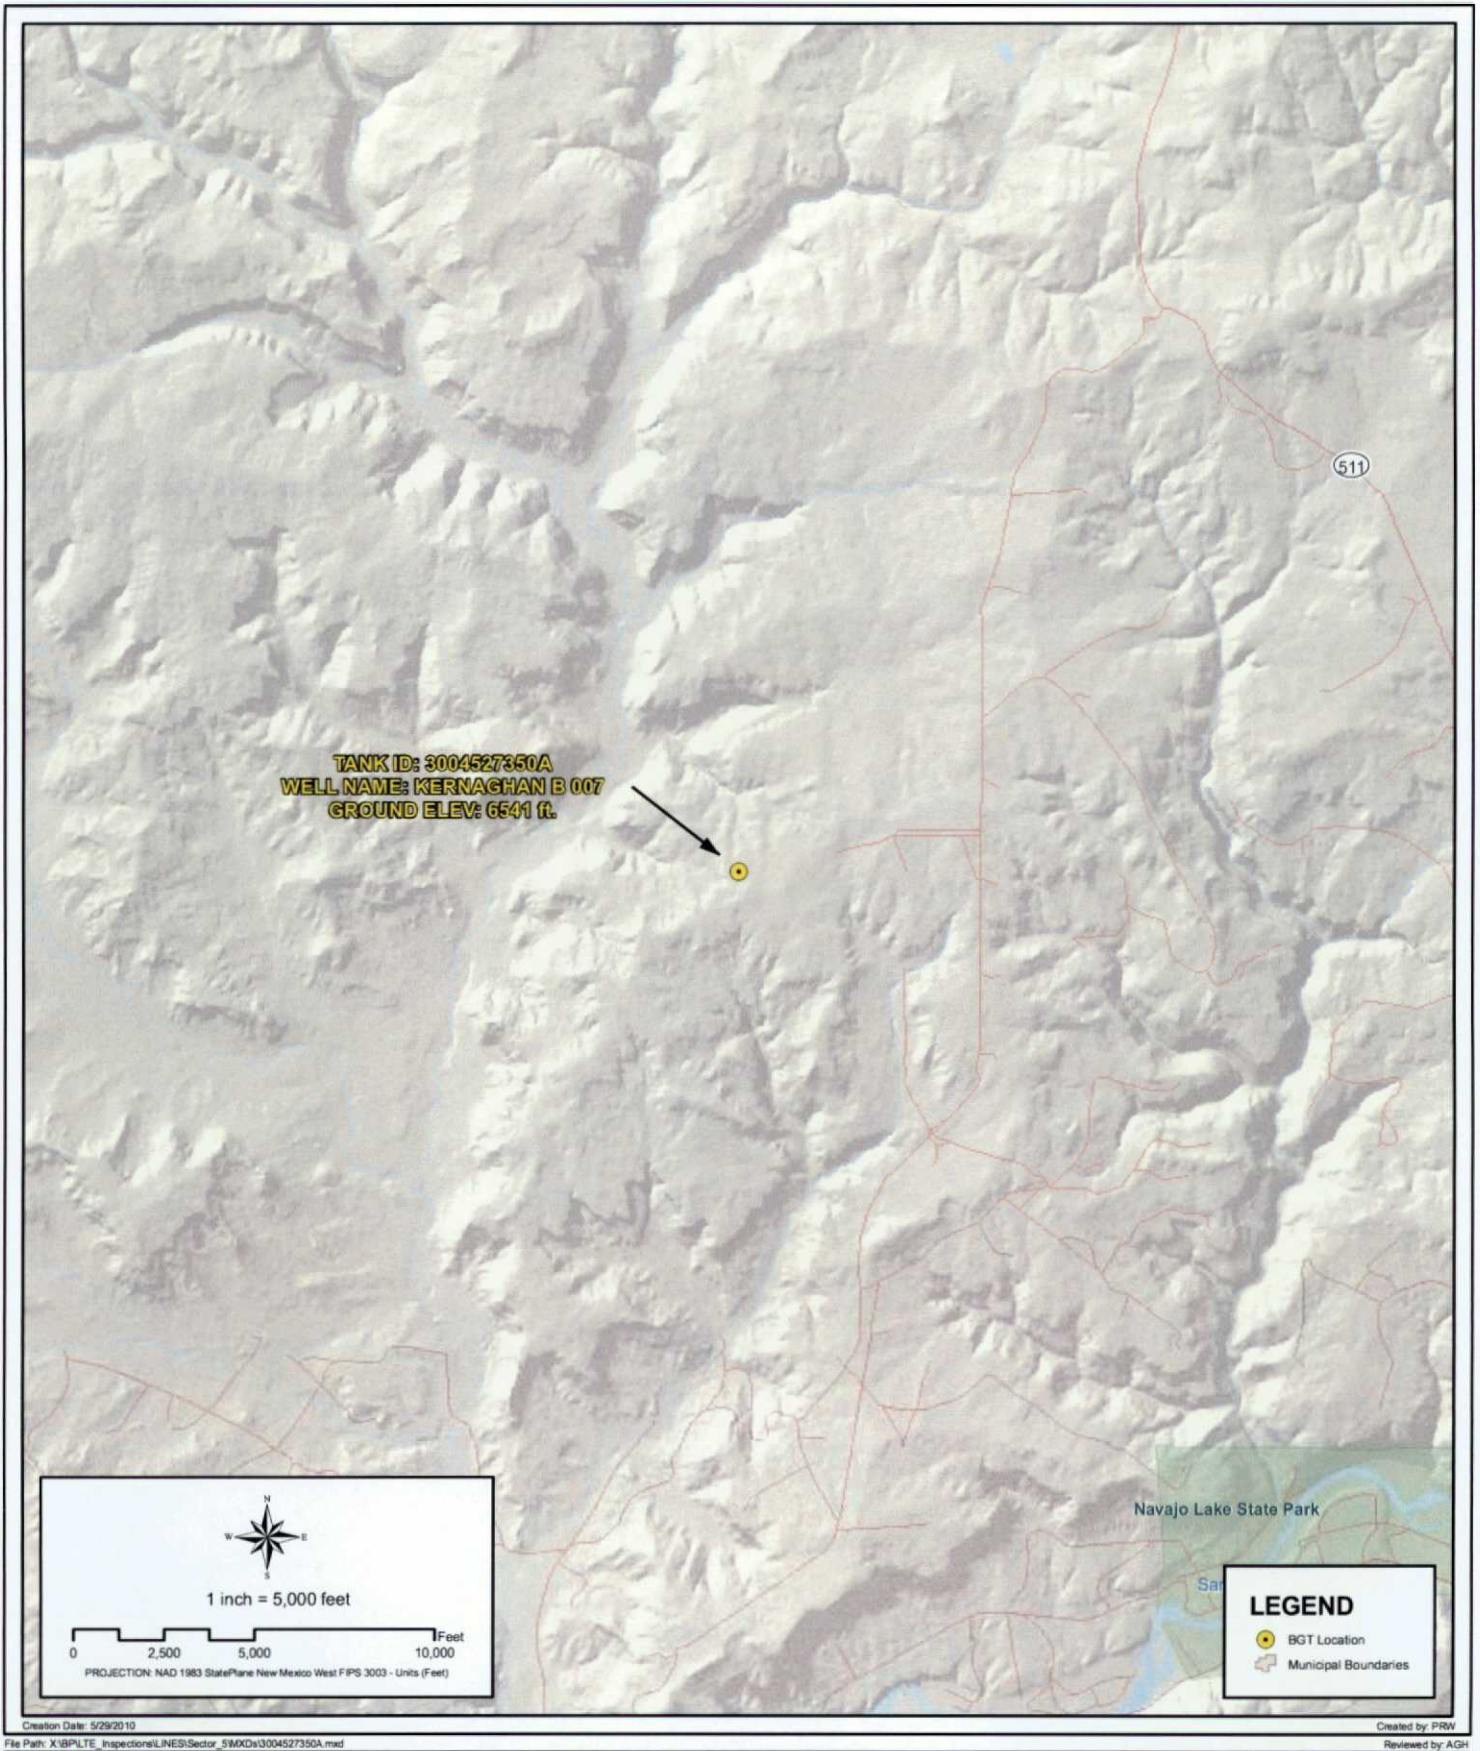 511
TANK ID: 3004527350A
WELL NAME: KERNAGHAN B 007
GROUND ELEV: 6541 ft.
Navajo Lake State Park
N
W E
S
1 inch = 5,000 feet
Feet
0 2,500 5,000 10,000
PROJECTION: NAD 1983 StatePlane New Mexico West FIPS 3003 - Units (Feet)
San
LEGEND
BGT Location
Municipal Boundaries
Creation Date: 5/29/2010
Created by: PRW
File Path: X:\BP\LTE_Inspections\LINES\Sector_5\MXDs\3004527350A.mxd
Reviewed by: AGH